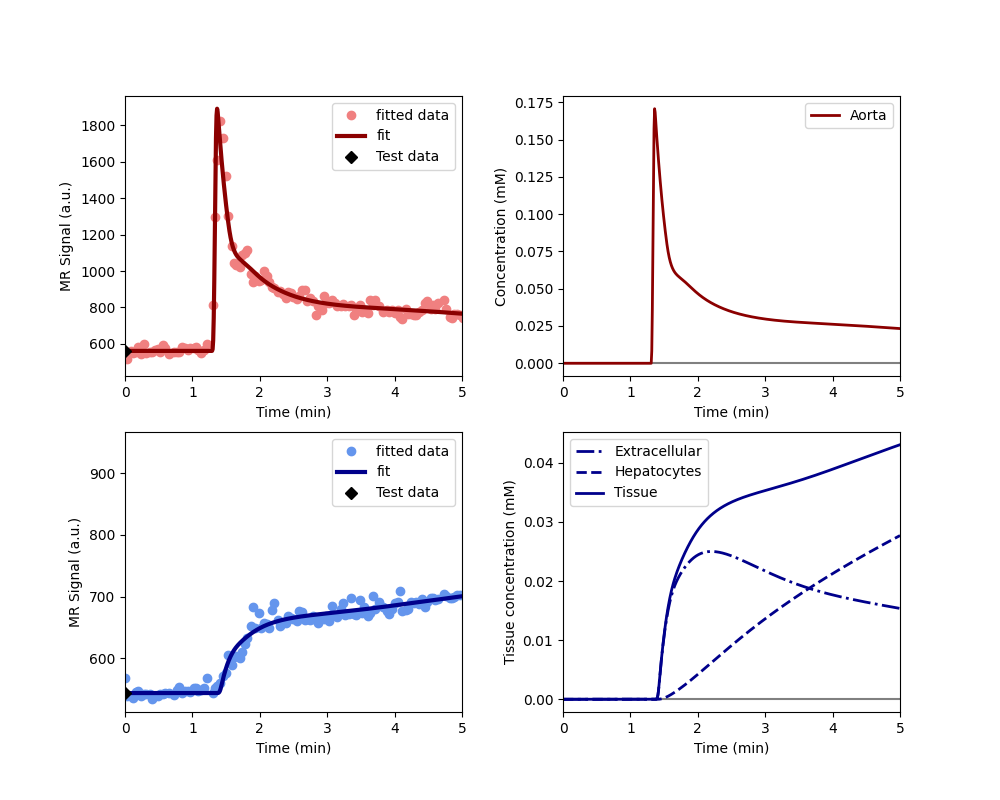 MR Signal (a.u.)
1800
1600
1400
1200
1000
800
600
0 1 2 3 4 5
Time (min)
fitted data
fit
Test data
Concentration (mM)
0.175
0.150
0.125
0.100
0.075
0.050
0.025
0.000
0 1 2 3 4 5
Time (min)
Aorta
MR Signal (a.u.)
900
800
700
600
0 1 2 3 4 5
Time (min)
fitted data
fit
Test data
Tissue concentration (mM)
0.04
0.03
0.02
0.01
0.00
0 1 2 3 4 5
Time (min)
Extracellular
Hepatocytes
Tissue